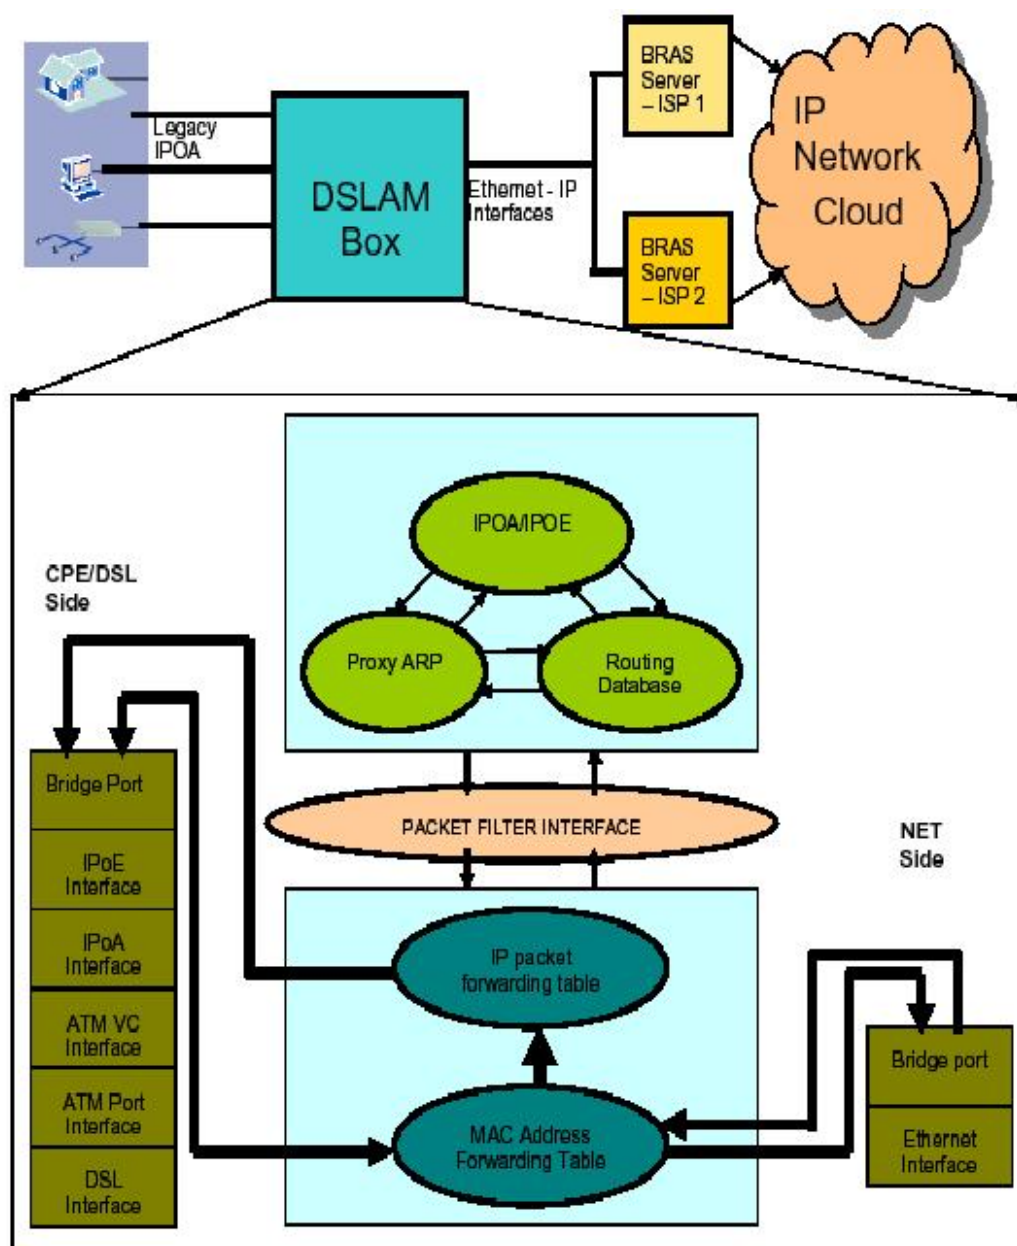 BRAS
Server
– ISP 1
IP
Network
Cloud
Legacy
IPOA
DSLAM
Box
Ethernet - IP
Interfaces
BRAS
Server
– ISP 2
IPOA/IPOE
CPE/DSL
Side
Proxy ARP
Routing
Database
Bridge Port
PACKET FILTER INTERFACE
NET
Side
IPoE
Interface
IPoA
Interface
IP packet
forwarding table
ATM VC
Interface
Bridge port
ATM Port
Interface
MAC Address
Forwarding Table
Ethernet
Interface
DSL
Interface